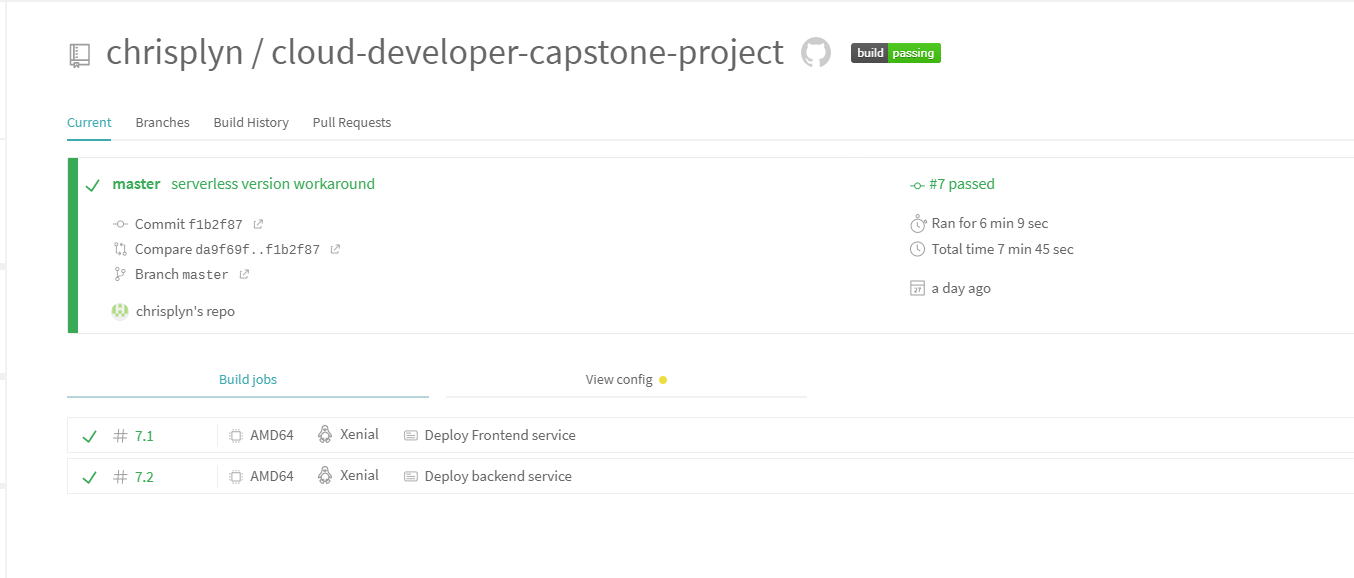 chrisplyn / cloud-developer-capstone-project build passing
Current Branches Build History Pull Requests
master serverless version workaround #7 passed
Commit f1b2f87 Ran for 6 min 9 sec
Compare da9f69f..f1b2f87 Total time 7 min 45 sec
Branch master
27 a day ago
chrisplyn's repo
Build jobs View config
# 7.1 AMD64 Xenial Deploy Frontend service
# 7.2 AMD64 Xenial Deploy backend service